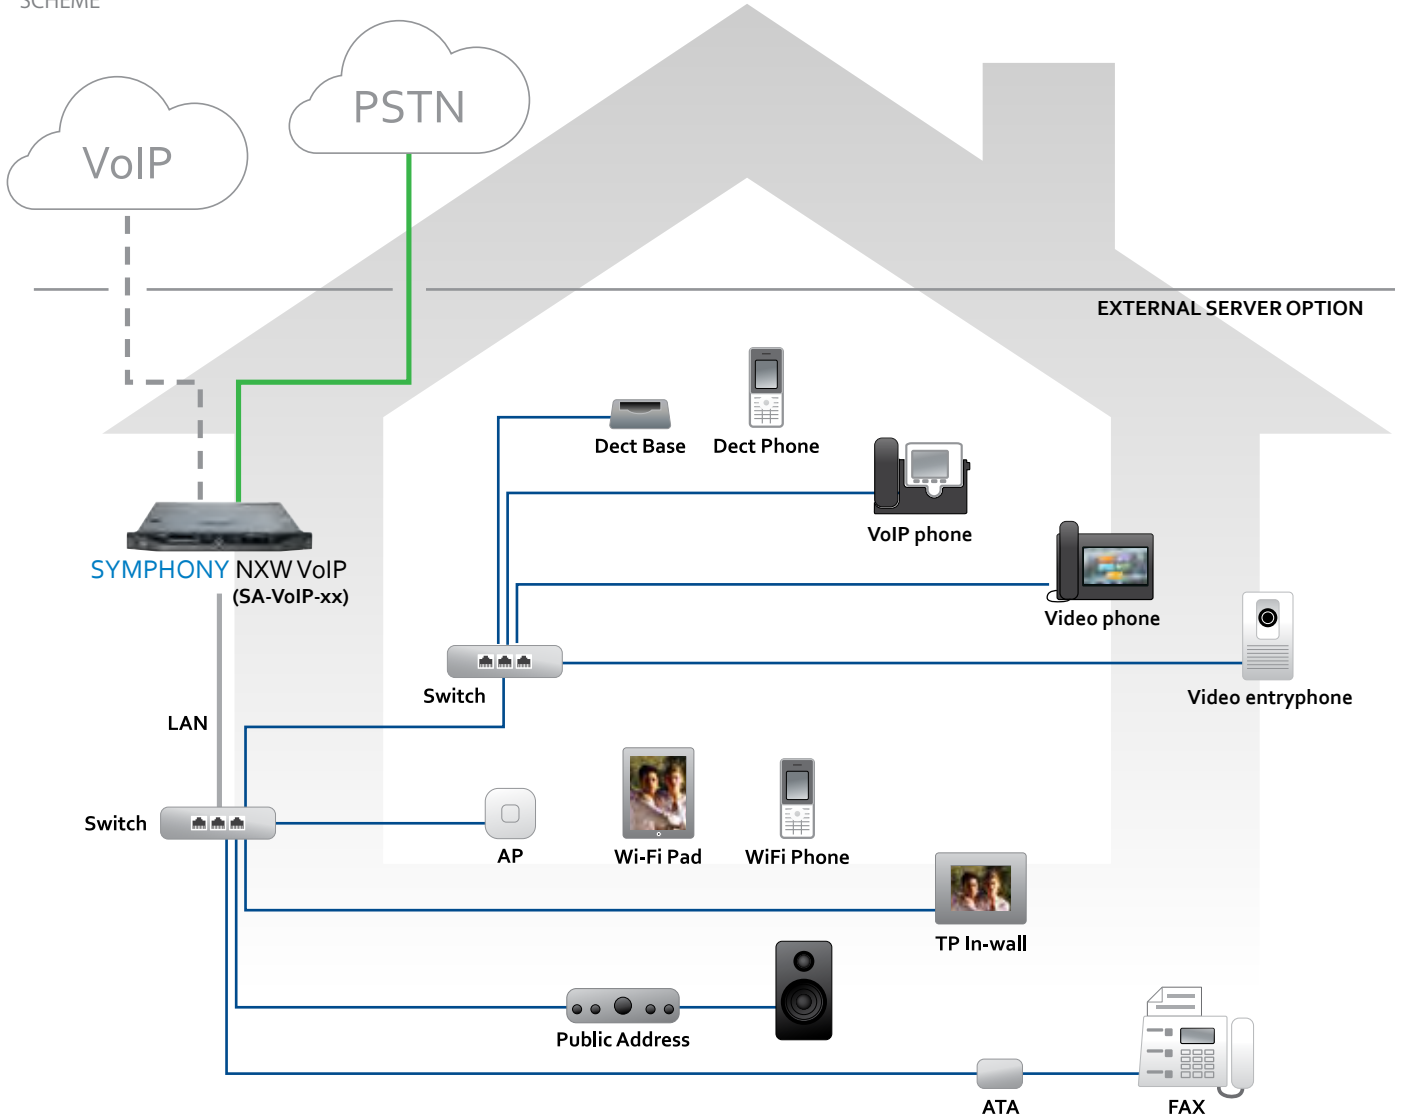 SCHEME
PSTN
VoIP
EXTERNAL SERVER OPTION
Dect Base
Dect Phone
VoIP phone
SYMPHONY NXW VoIP
(SA-VoIP-xx)
Video phone
Switch
Video entryphone
LAN
Switch
AP
Wi-Fi Pad
WiFi Phone
TP In-wall
Public Address
ATA
FAX